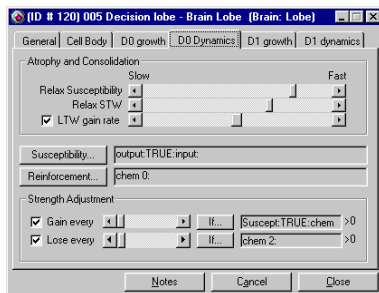 (ID # 120) 005 Decision lobe - Brain Lobe (Brain: Lobe)
General Cell Body D0 growth D0 Dynamics D1 growth D1 dynamics
Atrophy and Consolidation
Slow Fast
Relax Susceptibility
Relax STW
LTW gain rate
Susceptibility... output:TRUE:input:
Reinforcement... chem 0:
Strength Adjustment
Gain every If... Suscept:TRUE:chem >0
Lose every If... chem 2: >0
Notes Cancel Close